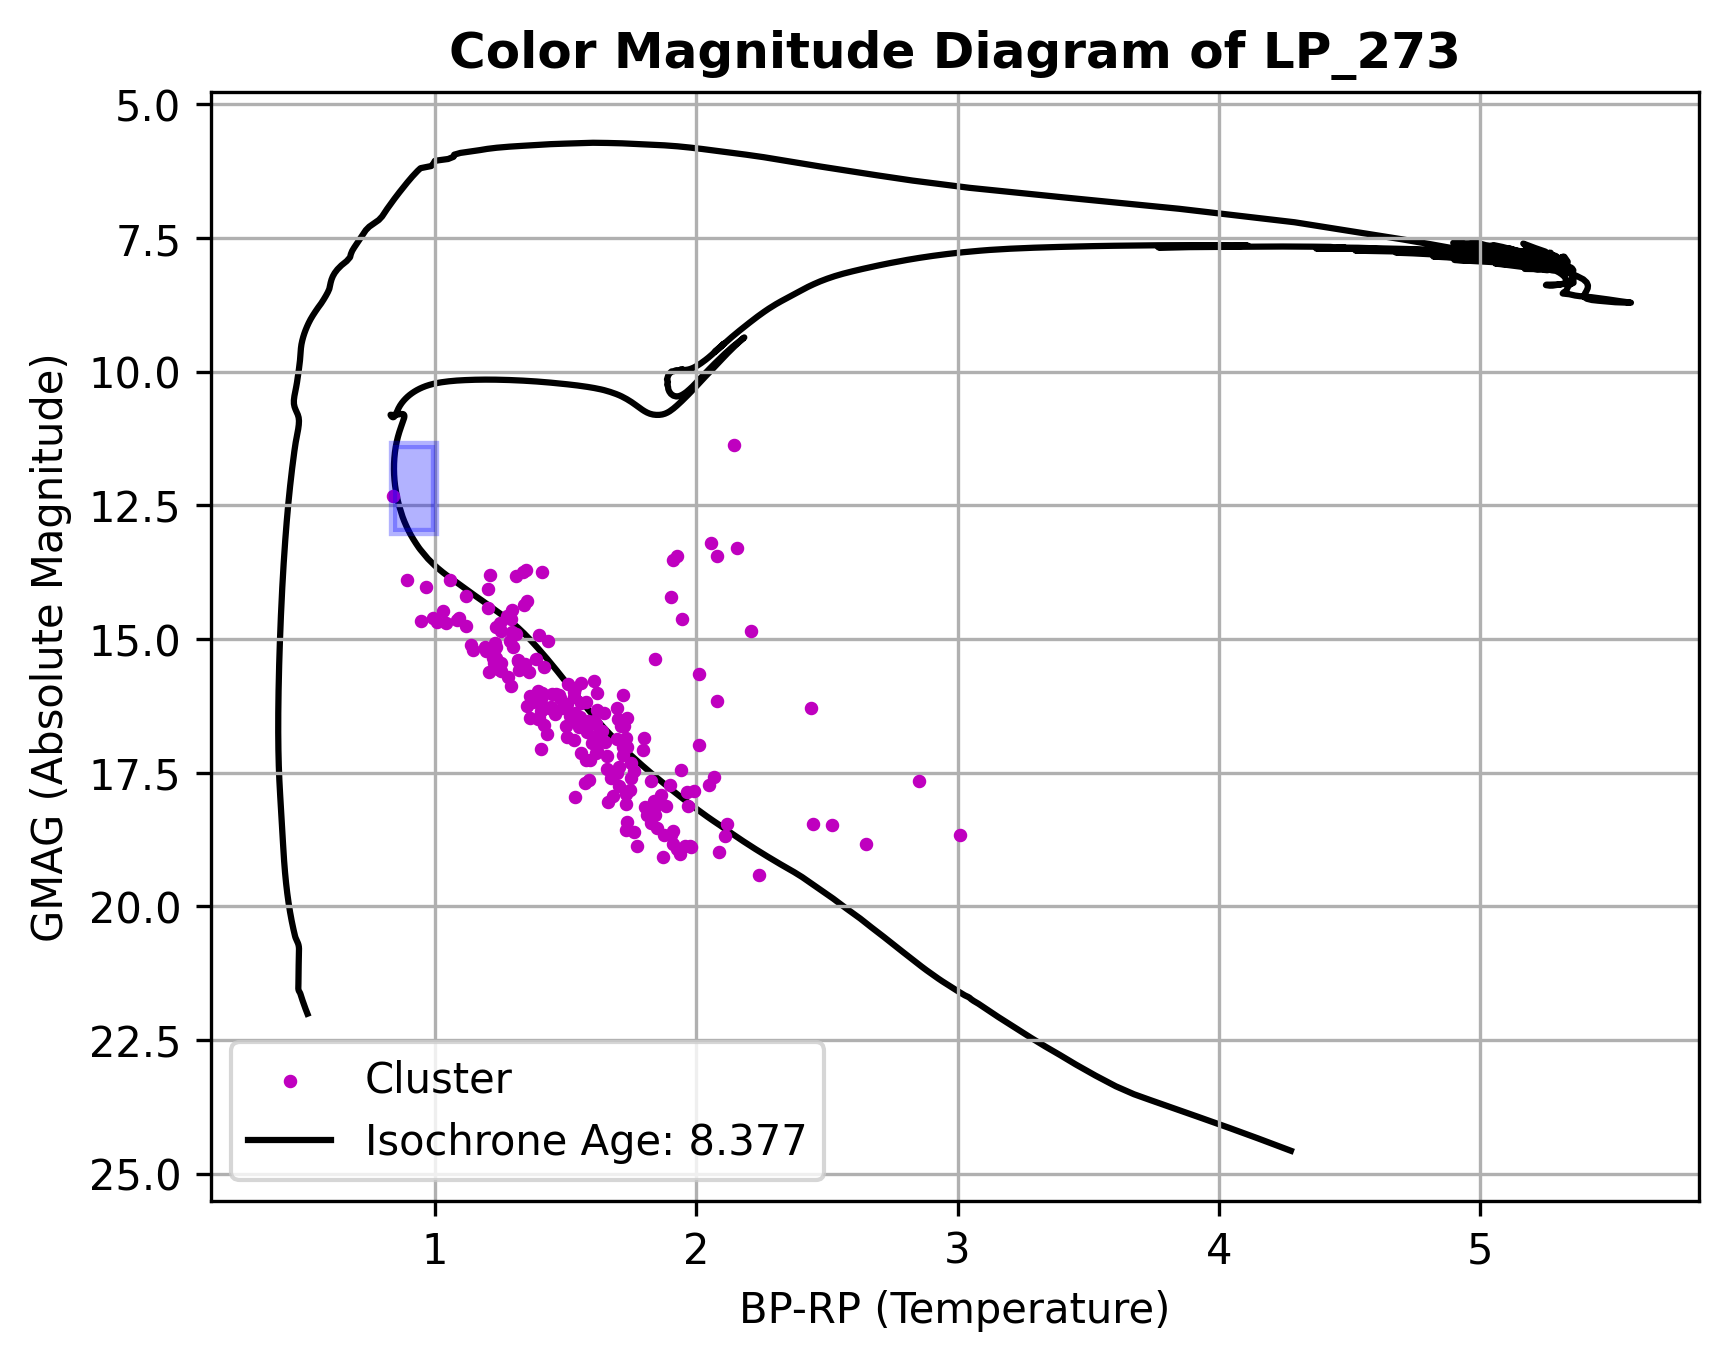 Color Magnitude Diagram of LP_273
GMAG (Absolute Magnitude)
5.0
7.5
10.0
12.5
15.0
17.5
20.0
22.5
25.0
Cluster
Isochrone Age: 8.377
1 2 3 4 5
BP-RP (Temperature)